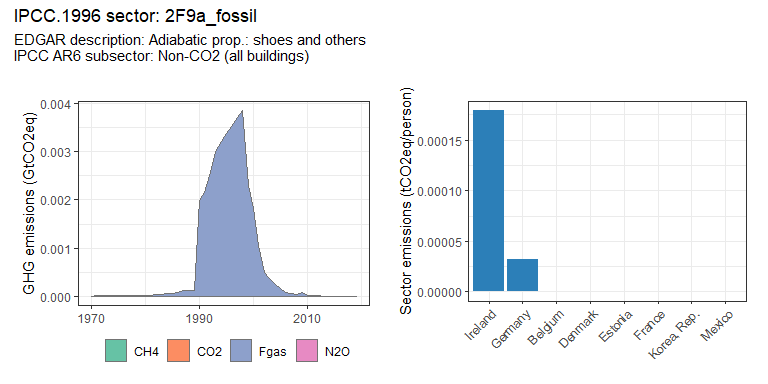 IPCC.1996 sector: 2F9a_fossil
EDGAR description: Adiabatic prop.: shoes and others
IPCC AR6 subsector: Non-CO2 (all buildings)
GHG emissions (GtCO2eq)
0.004
0.003
0.002
0.001
0.000
1970
1990
2010
CH4
CO2
Fgas
N2O
Sector emissions (tCO2eq/person)
0.00015
0.00010
0.00005
0.00000
Ireland
Germany
Belgium
Denmark
Estonia
France
Korea Rep.
Mexico